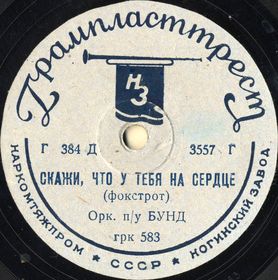 Грампласттрест
НЗ
Г 384 Д 3557 Г
СКАЖИ, ЧТО У ТЕБЯ НА СЕРДЦЕ
(фокстрот)
Орк. п/у БУНД
грк 583
НАРКОМТЯЖПРОМ * СССР * НОГИНСКИЙ ЗАВОД